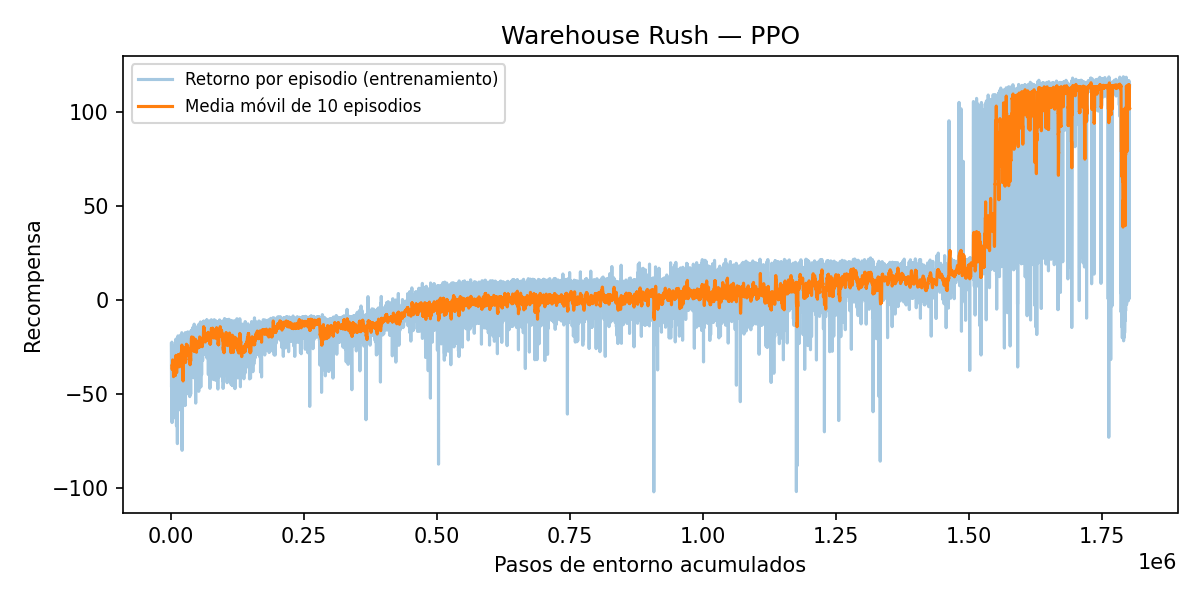 Warehouse Rush — PPO
Retorno por episodio (entrenamiento)
Media móvil de 10 episodios
Recompensa
100
50
0
−50
−100
0.00 0.25 0.50 0.75 1.00 1.25 1.50 1.75
1e6
Pasos de entorno acumulados